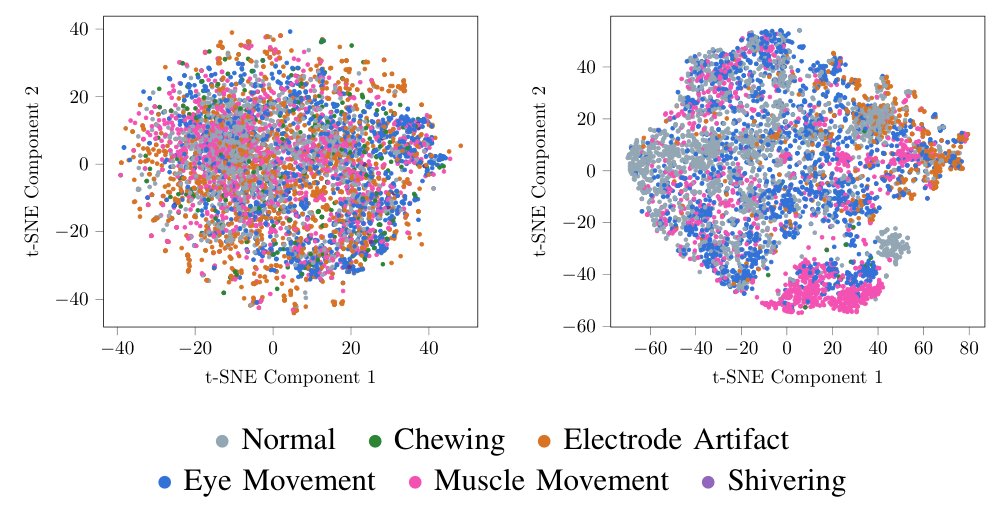 40
20
0
−20
−40
t-SNE Component 2
−40 −20 0 20 40
t-SNE Component 1
40
20
0
−20
−40
−60
t-SNE Component 2
−60 −40 −20 0 20 40 60 80
t-SNE Component 1
Normal Chewing Electrode Artifact
Eye Movement Muscle Movement Shivering